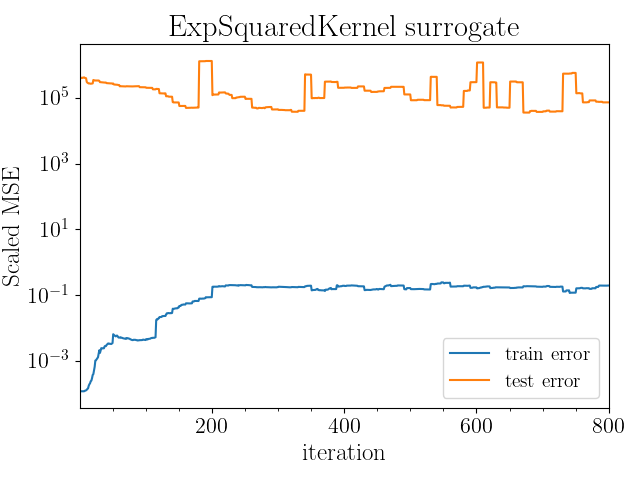 ExpSquaredKernel surrogate
Scaled MSE
10^5
10^3
10^1
10^−1
10^−3
200 400 600 800
iteration
train error
test error